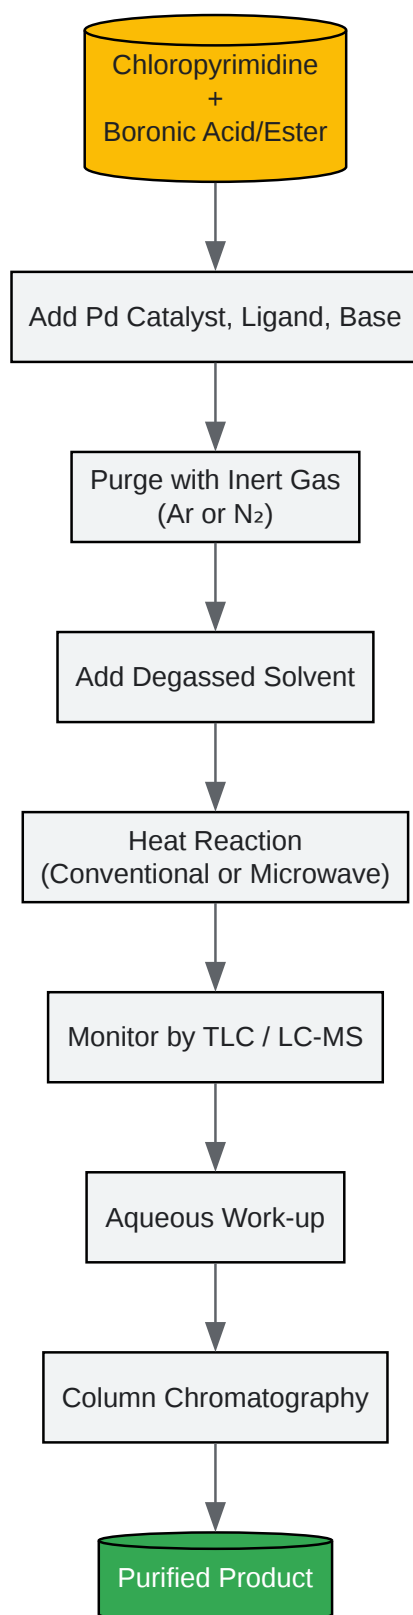 Chloropyrimidine
+
Boronic Acid/Ester
Add Pd Catalyst, Ligand, Base
Purge with Inert Gas
(Ar or N₂)
Add Degassed Solvent
Heat Reaction
(Conventional or Microwave)
Monitor by TLC / LC-MS
Aqueous Work-up
Column Chromatography
Purified Product